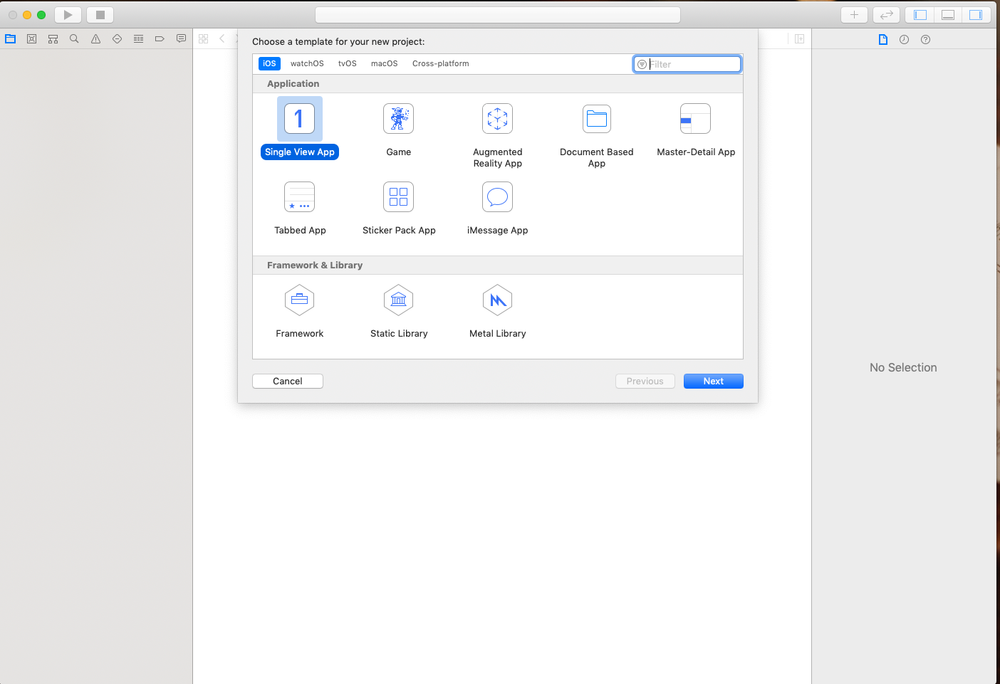 Choose a template for your new project:
iOS watchOS tvOS macOS Cross-platform Filter
Application
1
Single View App Game Augmented Reality App Document Based App Master-Detail App
Tabbed App Sticker Pack App iMessage App
Framework & Library
Framework Static Library Metal Library
No Selection
Cancel Previous Next